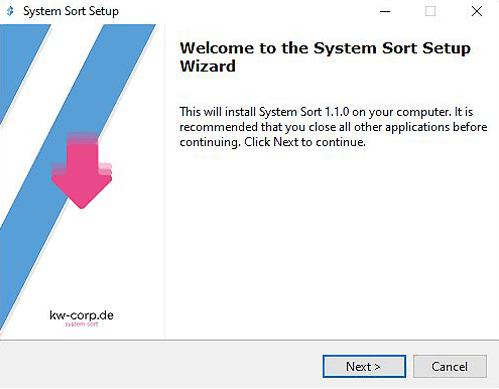 System Sort Setup
Welcome to the System Sort Setup
Wizard
This will install System Sort 1.1.0 on your computer. It is
recommended that you close all other applications before
continuing. Click Next to continue.
kw-corp.de
system sort
Next >
Cancel